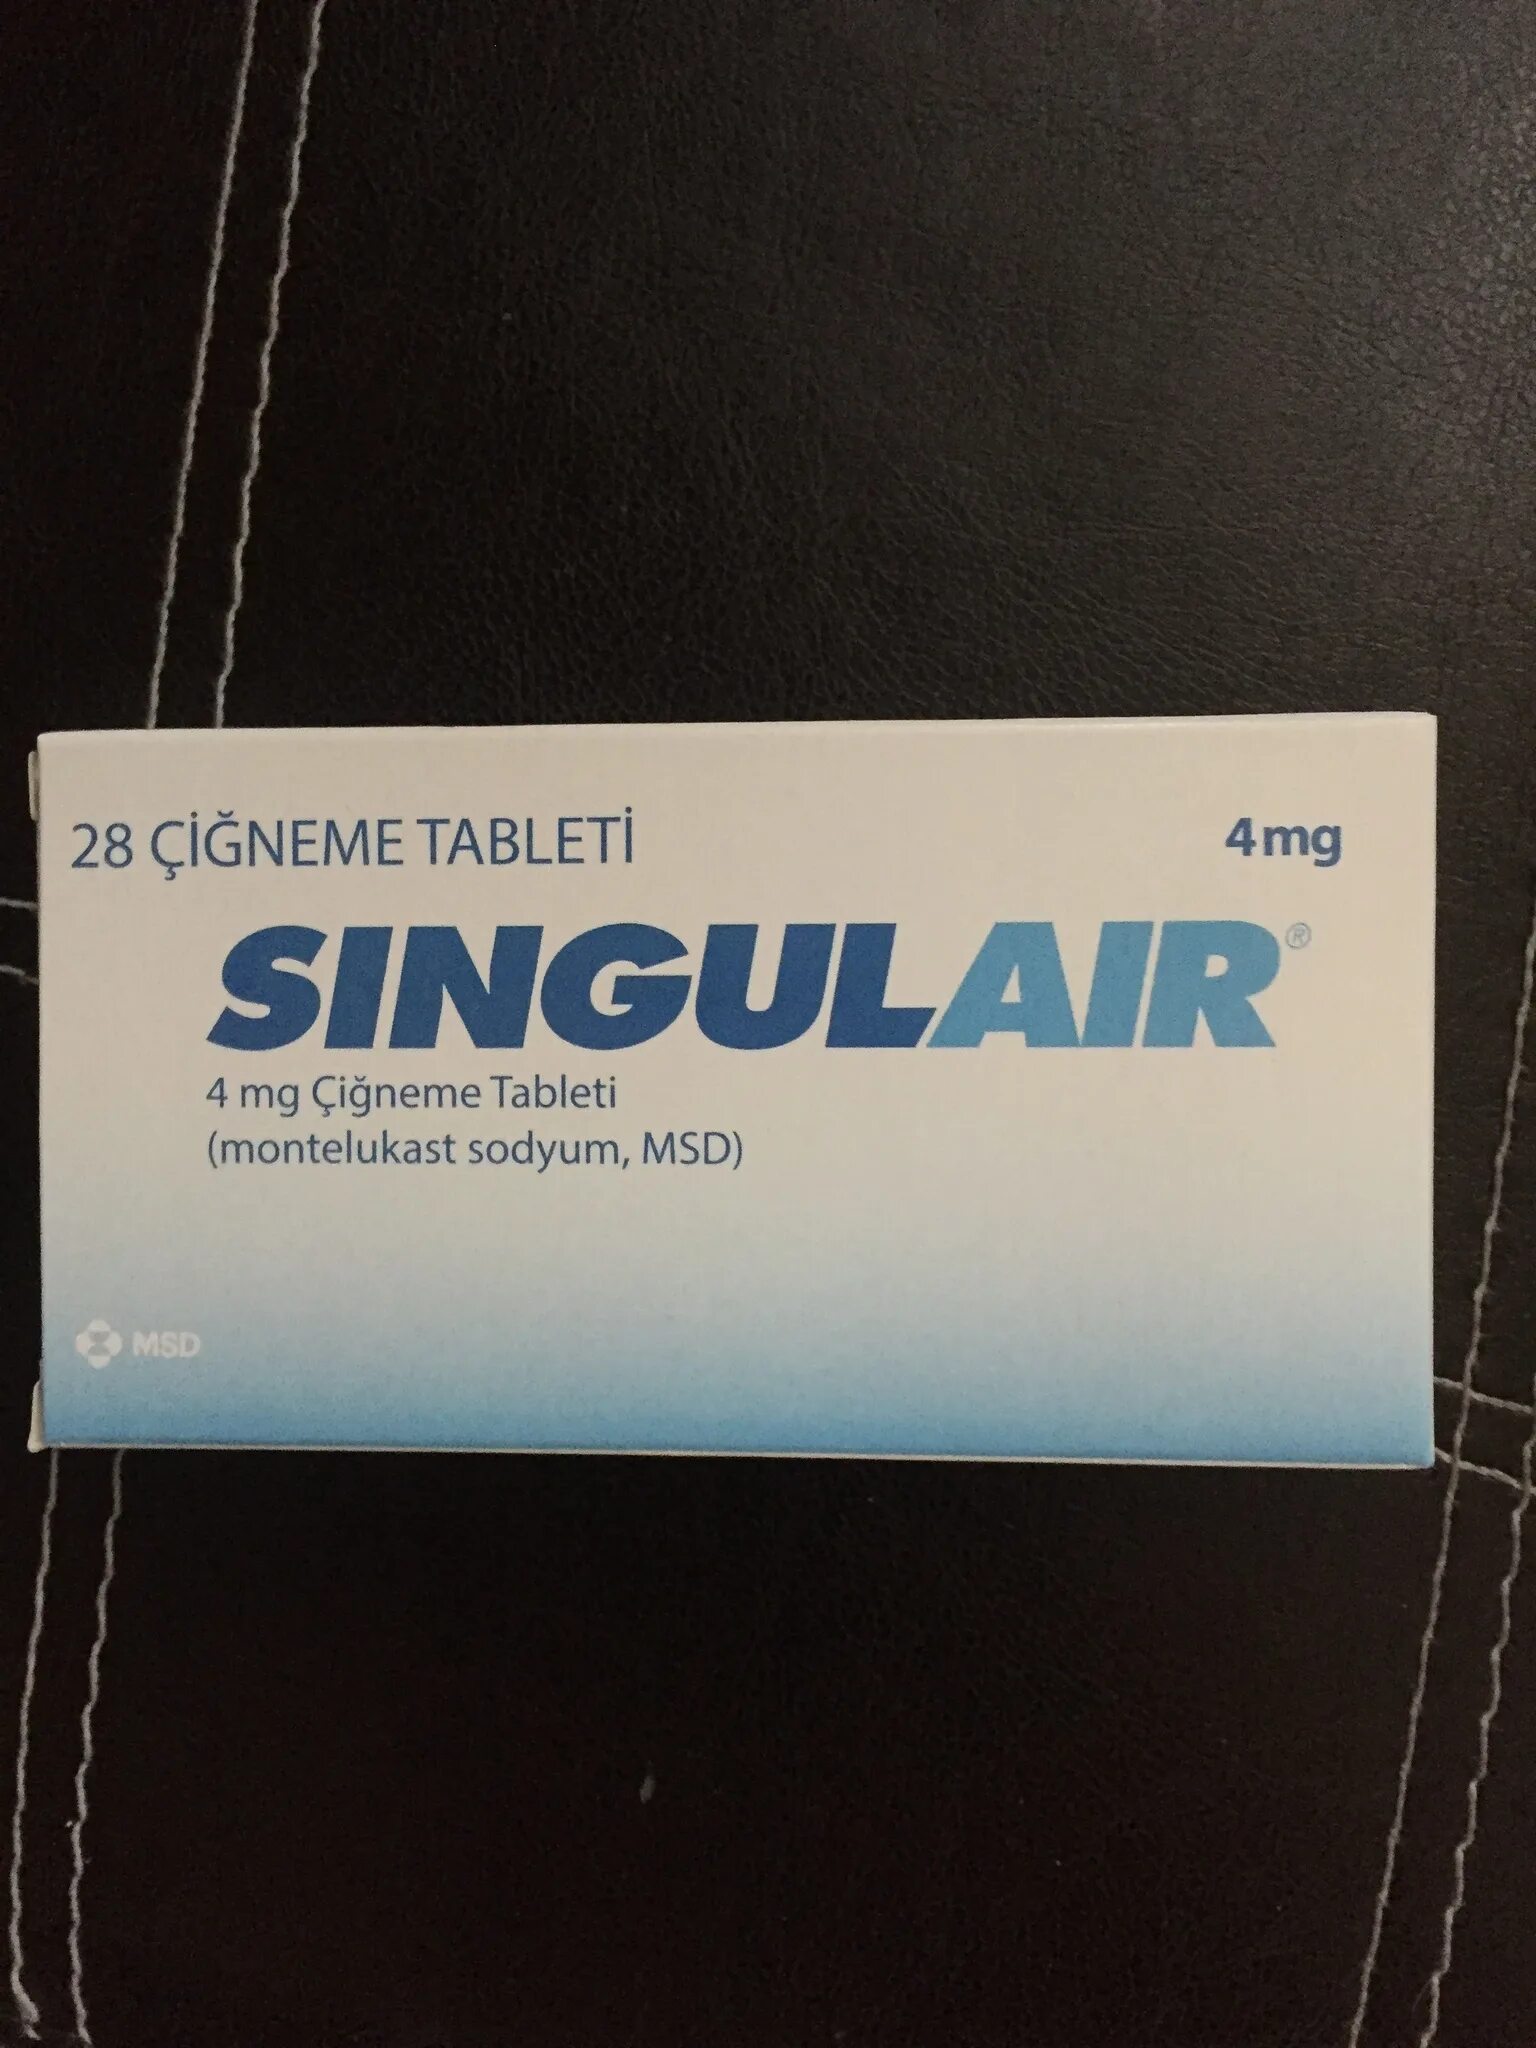 28 ÇİĞNEME TABLETİ 4mg
SINGULAIR®
4 mg Çiğneme Tableti
(montelukast sodyum, MSD)
MSD